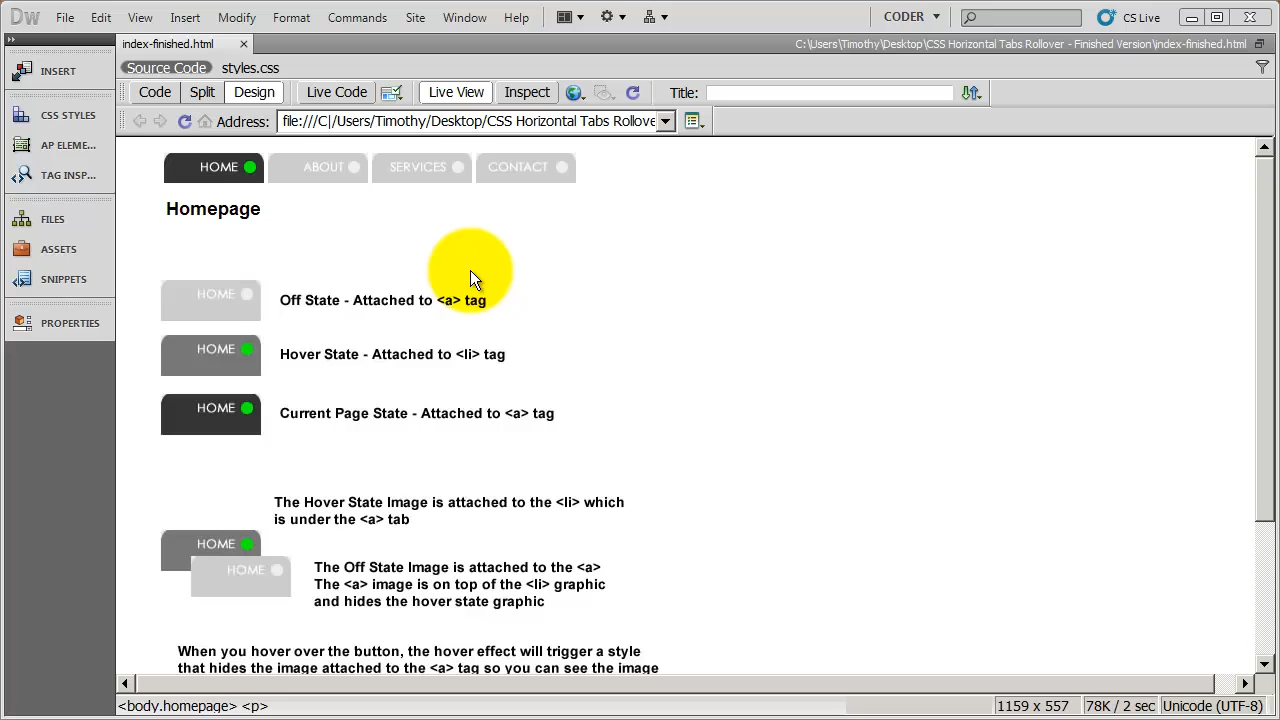 Dw File Edit View Insert Modify Format Commands Site Window Help CODER CS Live
index-finished.html C:\Users\Timothy\Desktop\CSS Horizontal Tabs Rollover - Finished Version\index-finished.html
Source Code styles.css
Code Split Design Live Code Live View Inspect Title:
Address: file:///C|/Users/Timothy/Desktop/CSS Horizontal Tabs Rollove
INSERT
CSS STYLES
AP ELEME...
TAG INSP...
FILES
ASSETS
SNIPPETS
PROPERTIES
HOME ABOUT SERVICES CONTACT
Homepage
HOME Off State - Attached to <a> tag
HOME Hover State - Attached to <li> tag
HOME Current Page State - Attached to <a> tag
The Hover State Image is attached to the <li> which
is under the <a> tab
HOME
HOME
The Off State Image is attached to the <a>
The <a> image is on top of the <li> graphic
and hides the hover state graphic
When you hover over the button, the hover effect will trigger a style
that hides the image attached to the <a> tag so you can see the image
<body.homepage> <p> 1159 x 557 78K / 2 sec Unicode (UTF-8)